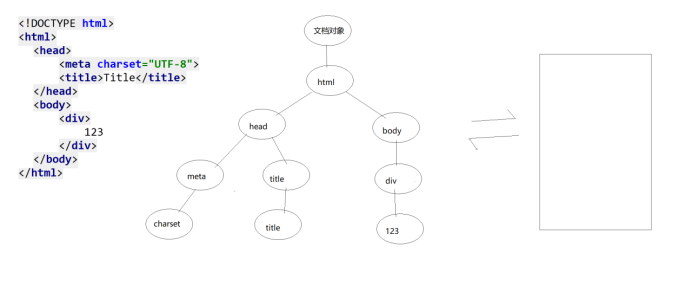 <!DOCTYPE html>
<html>
<head>
<meta charset="UTF-8">
<title>Title</title>
</head>
<body>
<div>
123
</div>
</body>
</html>
文档对象
html
head
body
meta
title
div
charset
title
123